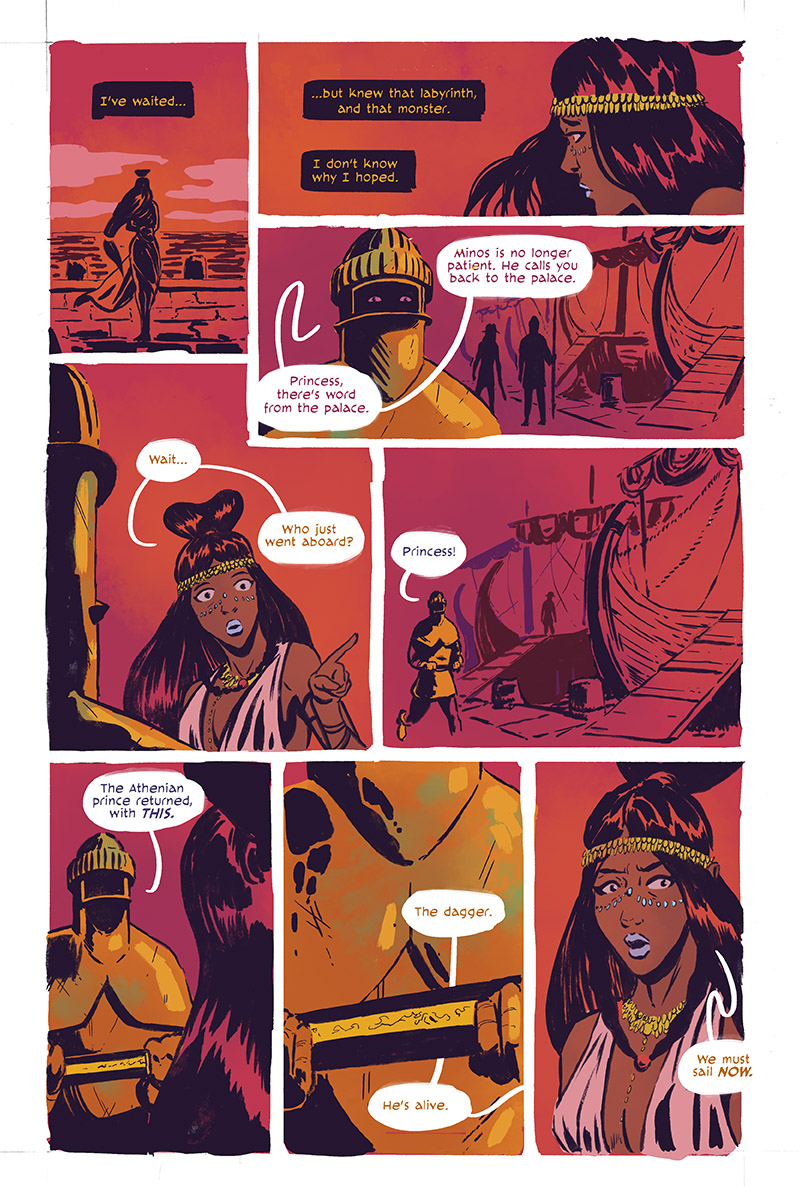 I've waited...
...but knew that labyrinth,
and that monster.
I don't know
why I hoped.
Princess,
there's word
from the palace.
Minos is no longer
patient. He calls you
back to the palace.
Wait...
Who just
went aboard?
Princess!
The Athenian
prince returned,
with THIS.
The dagger.
He's alive.
We must
sail NOW.